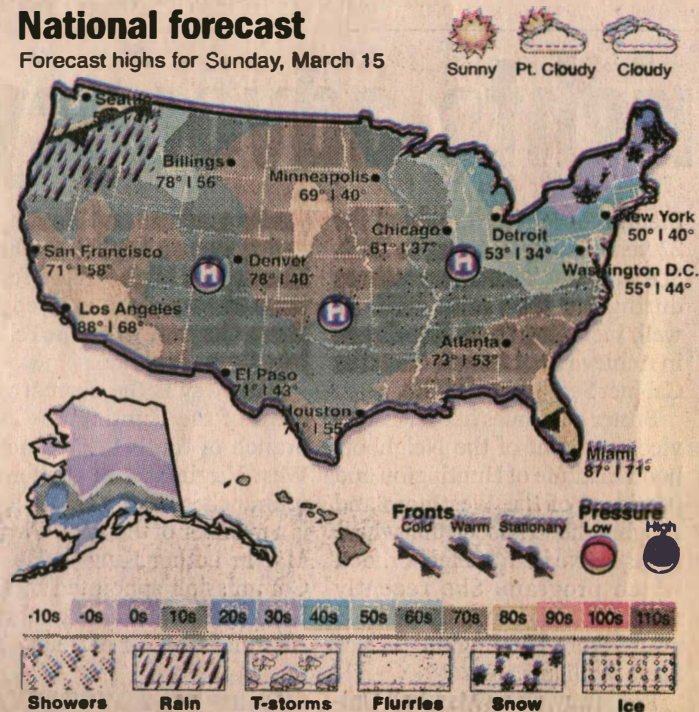 National forecast
Forecast highs for Sunday, March 15
Sunny Pt. Cloudy Cloudy
Seattle
Billings
78° | 56°
Minneapolis
69° | 40°
New York
50° | 40°
Chicago
61° | 37°
Detroit
53° | 34°
San Francisco
71° | 58°
Denver
78° | 40°
Washington D.C.
55° | 44°
H
H
H
Los Angeles
88° | 68°
Atlanta
73° | 53°
El Paso
71° | 43°
Houston
74° | 55°
Miami
87° | 71°
Fronts
Cold Warm Stationary
Pressure
Low High
-10s -0s 0s 10s 20s 30s 40s 50s 60s 70s 80s 90s 100s 110s
Showers Rain T-storms Flurries Snow Ice